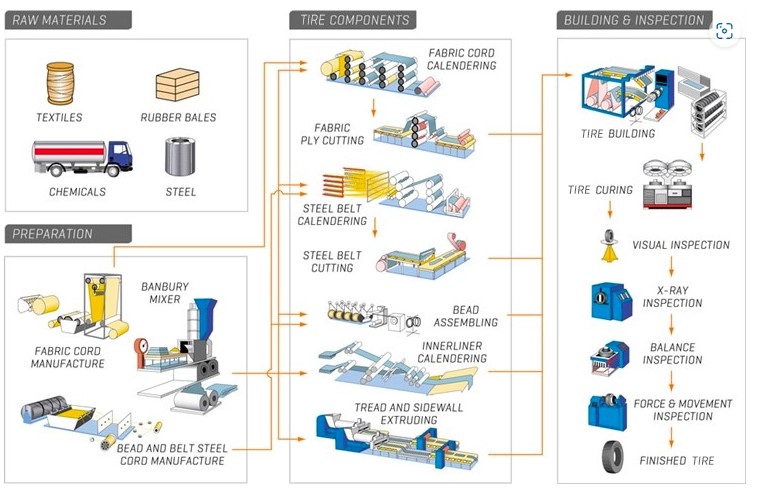 RAW MATERIALS
TEXTILES
RUBBER BALES
CHEMICALS
STEEL
PREPARATION
FABRIC CORD
MANUFACTURE
BANBURY
MIXER
BEAD AND BELT STEEL
CORD MANUFACTURE
TIRE COMPONENTS
FABRIC CORD
CALENDERING
FABRIC
PLY CUTTING
STEEL BELT
CALENDERING
STEEL BELT
CUTTING
BEAD
ASSEMBLING
INNERLINER
CALENDERING
TREAD AND SIDEWALL
EXTRUDING
BUILDING & INSPECTION
TIRE BUILDING
TIRE CURING
VISUAL INSPECTION
X-RAY
INSPECTION
BALANCE
INSPECTION
FORCE & MOVEMENT
INSPECTION
FINISHED TIRE